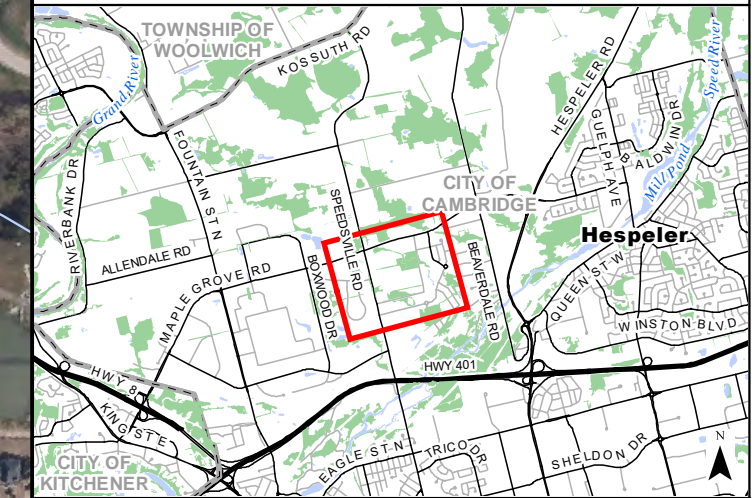 TOWNSHIP OF
WOOLWICH
KOSSUTH RD
HESPELER RD
Speed River
Grand River
FOUNTAIN ST N
GUELPH AVE
BALDWIN DR
Mill Pond
CITY OF
CAMBRIDGE
RIVERBANK DR
SPEEDSVILLE RD
Hespeler
ALLENDALE RD
MAPLE GROVE RD
BOXWOOD DR
BEAVERDALE RD
QUEEN ST W
WINSTON BLVD
HWY 401
HWY 8
KING ST E
EAGLE ST N
TRICO DR
SHELDON DR
N
CITY OF
KITCHENER